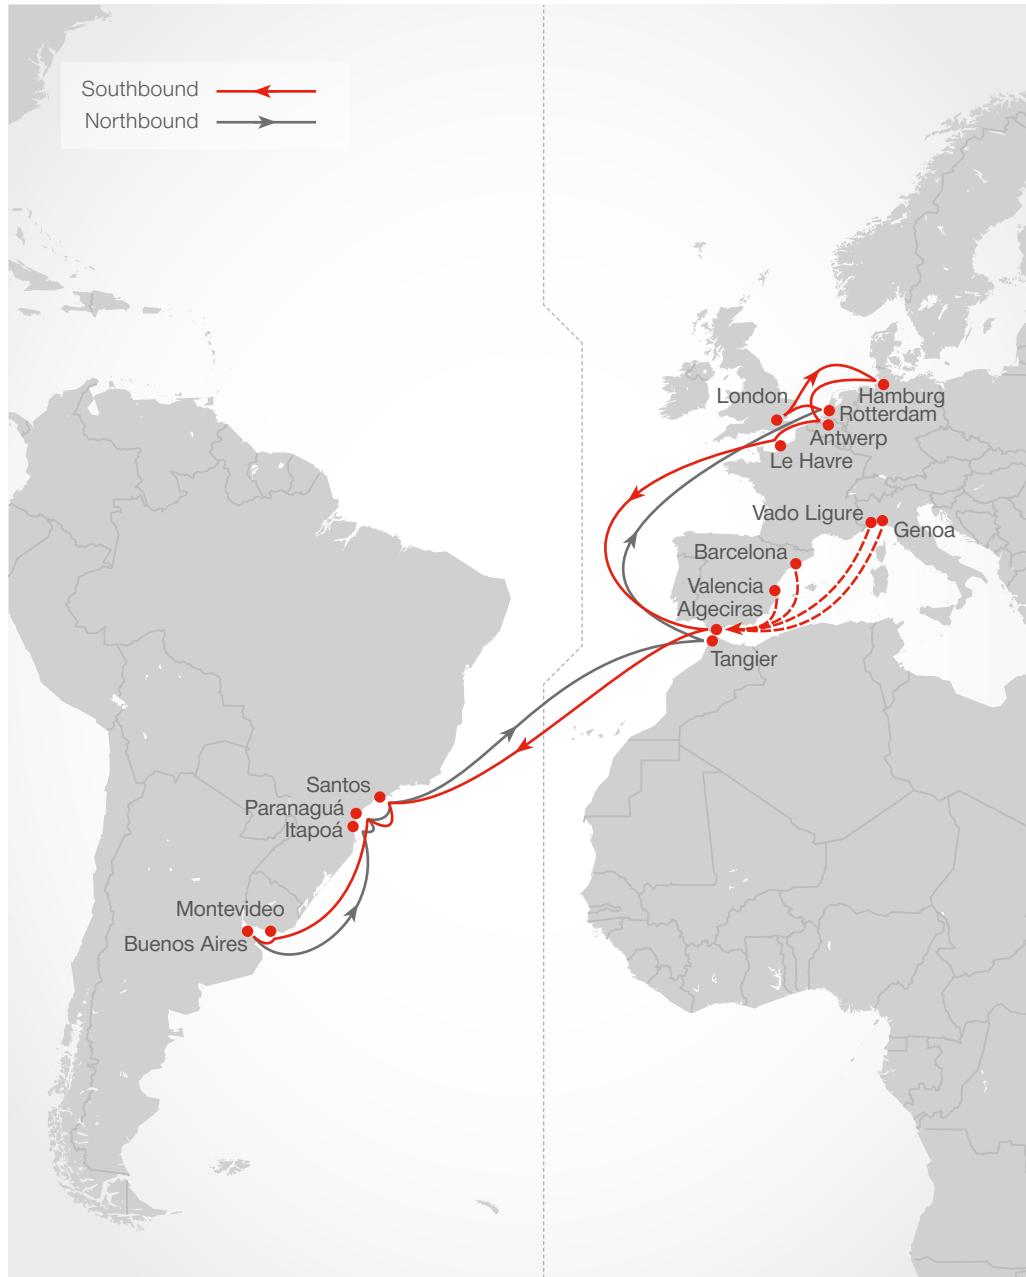 Southbound
Northbound
London
Hamburg
Rotterdam
Antwerp
Le Havre
Vado Ligure
Genoa
Barcelona
Valencia
Algeciras
Tangier
Santos
Paranaguá
Itapoá
Montevideo
Buenos Aires